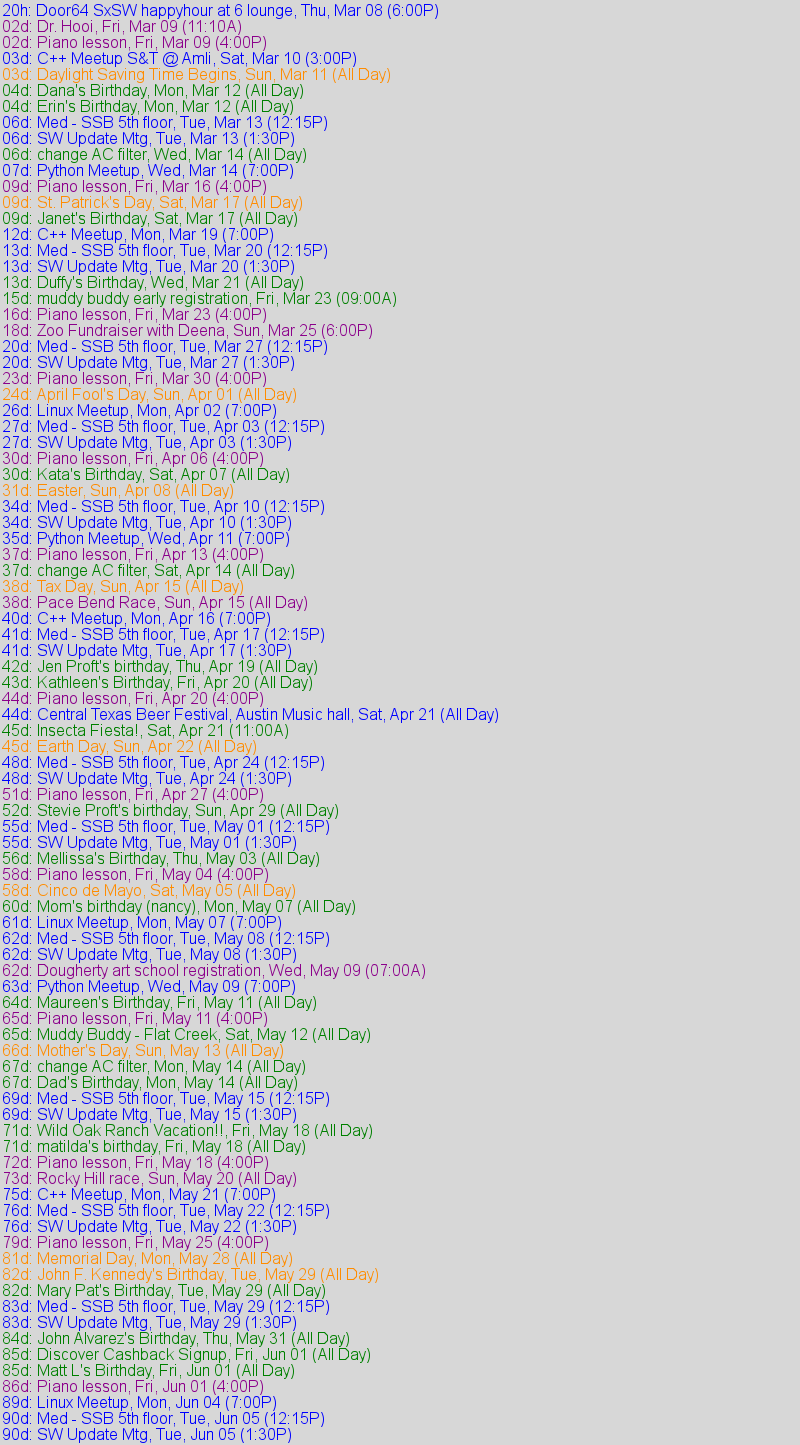 20h: Door64 SxSW happyhour at 6 lounge, Thu, Mar 08 (6:00P)
02d: Dr. Hooi, Fri, Mar 09 (11:10A)
02d: Piano lesson, Fri, Mar 09 (4:00P)
03d: C++ Meetup S&T @ Amli, Sat, Mar 10 (3:00P)
03d: Daylight Saving Time Begins, Sun, Mar 11 (All Day)
04d: Dana's Birthday, Mon, Mar 12 (All Day)
04d: Erin's Birthday, Mon, Mar 12 (All Day)
06d: Med - SSB 5th floor, Tue, Mar 13 (12:15P)
06d: SW Update Mtg, Tue, Mar 13 (1:30P)
06d: change AC filter, Wed, Mar 14 (All Day)
07d: Python Meetup, Wed, Mar 14 (7:00P)
09d: Piano lesson, Fri, Mar 16 (4:00P)
09d: St. Patrick's Day, Sat, Mar 17 (All Day)
09d: Janet's Birthday, Sat, Mar 17 (All Day)
12d: C++ Meetup, Mon, Mar 19 (7:00P)
13d: Med - SSB 5th floor, Tue, Mar 20 (12:15P)
13d: SW Update Mtg, Tue, Mar 20 (1:30P)
13d: Duffy's Birthday, Wed, Mar 21 (All Day)
15d: muddy buddy early registration, Fri, Mar 23 (09:00A)
16d: Piano lesson, Fri, Mar 23 (4:00P)
18d: Zoo Fundraiser with Deena, Sun, Mar 25 (6:00P)
20d: Med - SSB 5th floor, Tue, Mar 27 (12:15P)
20d: SW Update Mtg, Tue, Mar 27 (1:30P)
23d: Piano lesson, Fri, Mar 30 (4:00P)
24d: April Fool's Day, Sun, Apr 01 (All Day)
26d: Linux Meetup, Mon, Apr 02 (7:00P)
27d: Med - SSB 5th floor, Tue, Apr 03 (12:15P)
27d: SW Update Mtg, Tue, Apr 03 (1:30P)
30d: Piano lesson, Fri, Apr 06 (4:00P)
30d: Kata's Birthday, Sat, Apr 07 (All Day)
31d: Easter, Sun, Apr 08 (All Day)
34d: Med - SSB 5th floor, Tue, Apr 10 (12:15P)
34d: SW Update Mtg, Tue, Apr 10 (1:30P)
35d: Python Meetup, Wed, Apr 11 (7:00P)
37d: Piano lesson, Fri, Apr 13 (4:00P)
37d: change AC filter, Sat, Apr 14 (All Day)
38d: Tax Day, Sun, Apr 15 (All Day)
38d: Pace Bend Race, Sun, Apr 15 (All Day)
40d: C++ Meetup, Mon, Apr 16 (7:00P)
41d: Med - SSB 5th floor, Tue, Apr 17 (12:15P)
41d: SW Update Mtg, Tue, Apr 17 (1:30P)
42d: Jen Proft's birthday, Thu, Apr 19 (All Day)
43d: Kathleen's Birthday, Fri, Apr 20 (All Day)
44d: Piano lesson, Fri, Apr 20 (4:00P)
44d: Central Texas Beer Festival, Austin Music hall, Sat, Apr 21 (All Day)
45d: Insecta Fiesta!, Sat, Apr 21 (11:00A)
45d: Earth Day, Sun, Apr 22 (All Day)
48d: Med - SSB 5th floor, Tue, Apr 24 (12:15P)
48d: SW Update Mtg, Tue, Apr 24 (1:30P)
51d: Piano lesson, Fri, Apr 27 (4:00P)
52d: Stevie Proft's birthday, Sun, Apr 29 (All Day)
55d: Med - SSB 5th floor, Tue, May 01 (12:15P)
55d: SW Update Mtg, Tue, May 01 (1:30P)
56d: Mellissa's Birthday, Thu, May 03 (All Day)
58d: Piano lesson, Fri, May 04 (4:00P)
58d: Cinco de Mayo, Sat, May 05 (All Day)
60d: Mom's birthday (nancy), Mon, May 07 (All Day)
61d: Linux Meetup, Mon, May 07 (7:00P)
62d: Med - SSB 5th floor, Tue, May 08 (12:15P)
62d: SW Update Mtg, Tue, May 08 (1:30P)
62d: Dougherty art school registration, Wed, May 09 (07:00A)
63d: Python Meetup, Wed, May 09 (7:00P)
64d: Maureen's Birthday, Fri, May 11 (All Day)
65d: Piano lesson, Fri, May 11 (4:00P)
65d: Muddy Buddy - Flat Creek, Sat, May 12 (All Day)
66d: Mother's Day, Sun, May 13 (All Day)
67d: change AC filter, Mon, May 14 (All Day)
67d: Dad's Birthday, Mon, May 14 (All Day)
69d: Med - SSB 5th floor, Tue, May 15 (12:15P)
69d: SW Update Mtg, Tue, May 15 (1:30P)
71d: Wild Oak Ranch Vacation!!, Fri, May 18 (All Day)
71d: matilda's birthday, Fri, May 18 (All Day)
72d: Piano lesson, Fri, May 18 (4:00P)
73d: Rocky Hill race, Sun, May 20 (All Day)
75d: C++ Meetup, Mon, May 21 (7:00P)
76d: Med - SSB 5th floor, Tue, May 22 (12:15P)
76d: SW Update Mtg, Tue, May 22 (1:30P)
79d: Piano lesson, Fri, May 25 (4:00P)
81d: Memorial Day, Mon, May 28 (All Day)
82d: John F. Kennedy's Birthday, Tue, May 29 (All Day)
82d: Mary Pat's Birthday, Tue, May 29 (All Day)
83d: Med - SSB 5th floor, Tue, May 29 (12:15P)
83d: SW Update Mtg, Tue, May 29 (1:30P)
84d: John Alvarez's Birthday, Thu, May 31 (All Day)
85d: Discover Cashback Signup, Fri, Jun 01 (All Day)
85d: Matt L's Birthday, Fri, Jun 01 (All Day)
86d: Piano lesson, Fri, Jun 01 (4:00P)
89d: Linux Meetup, Mon, Jun 04 (7:00P)
90d: Med - SSB 5th floor, Tue, Jun 05 (12:15P)
90d: SW Update Mtg, Tue, Jun 05 (1:30P)